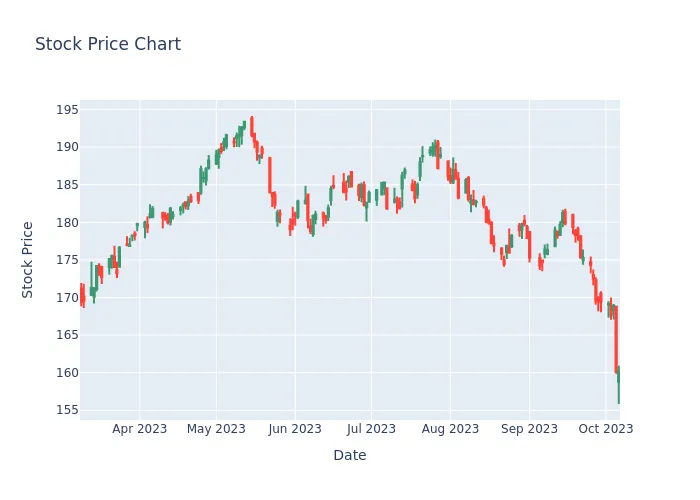 Stock Price Chart
195
190
185
180
175
170
165
160
155
Stock Price
Apr 2023
May 2023
Jun 2023
Jul 2023
Aug 2023
Sep 2023
Oct 2023
Date